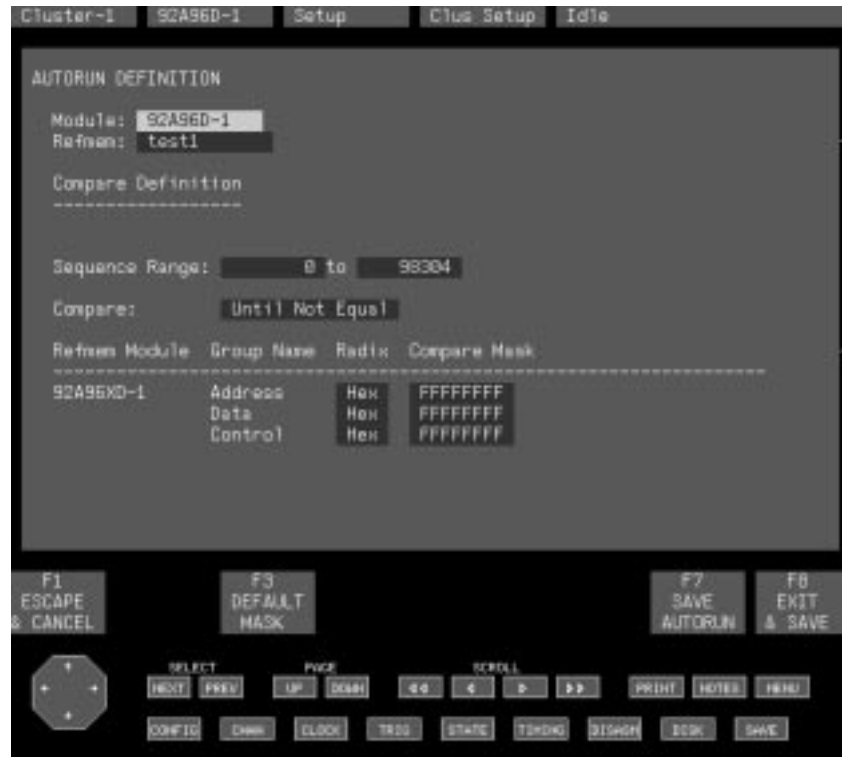 Cluster-1 92A96D-1 Setup Clus Setup Idle
AUTORUN DEFINITION
Module: 92A96D-1
Refmem: test1
Compare Definition
------------------
Sequence Range: 0 to 98304
Compare: Until Not Equal
Refmem Module Group Name Radix Compare Mask
--------------------------------------------------------------------
92A96XD-1 Address Hex FFFFFFFF
Data Hex FFFFFFFF
Control Hex FFFFFFFF
F1 F3 F7 F8
ESCAPE DEFAULT SAVE EXIT
& CANCEL MASK AUTORUN & SAVE
SELECT PAGE SCROLL
NEXT PREV UP DOWN PRINT NOTES MENU
CONFIG CHAN CLOCK TRIG STATE TIMING DISASM DISK SAVE